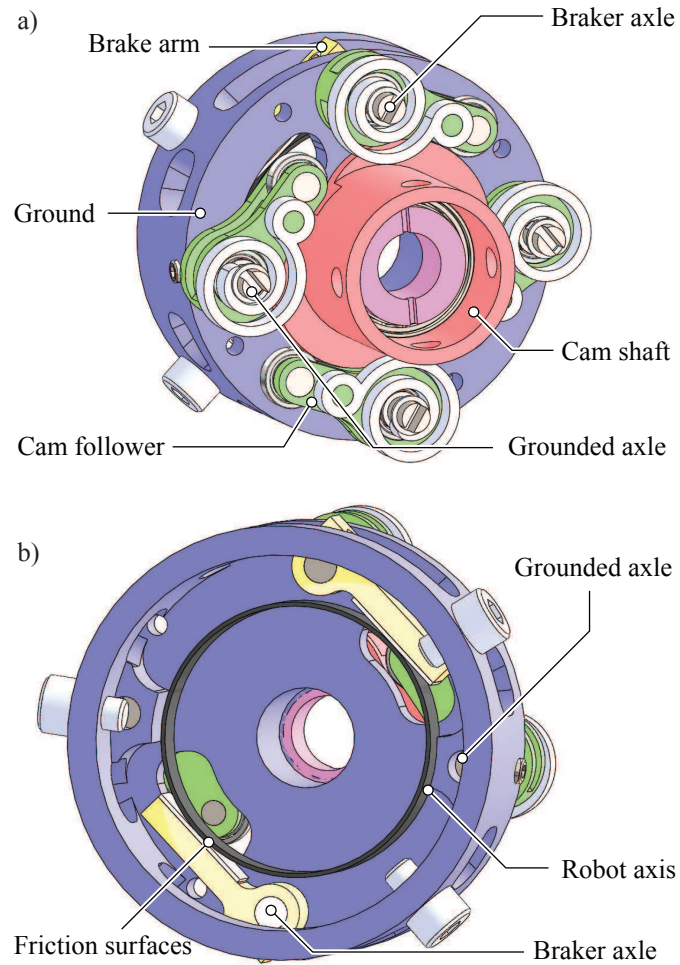 a)
Braker axle
Brake arm
Ground
Cam shaft
Cam follower
Grounded axle
b)
Grounded axle
Robot axis
Friction surfaces
Braker axle